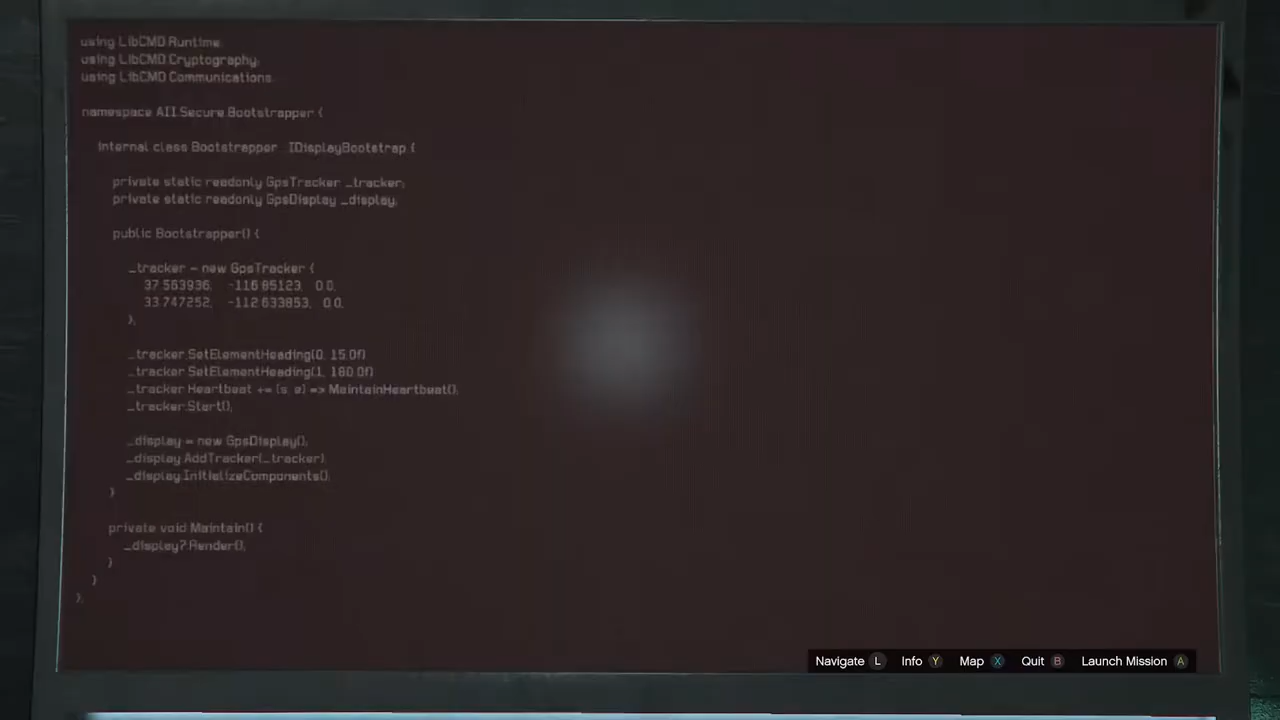 using LibCMD.Runtime;
using LibCMD.Cryptography;
using LibCMD.Communications;
namespace AII.Secure.Bootstrapper {
internal class Bootstrapper : IDisplayBootstrap {
private static readonly GpsTracker _tracker;
private static readonly GpsDisplay _display;
public Bootstrapper() {
_tracker = new GpsTracker {
37.563936, -116.85123, 0.0,
33.747252, -112.633853, 0.0,
};
_tracker.SetElementHeading(0, 15.0f)
_tracker.SetElementHeading(1, 180.0f)
_tracker.Heartbeat += (s, e) => MaintainHeartbeat();
_tracker.Start();
_display = new GpsDisplay();
_display.AddTracker(_tracker);
_display.InitializeComponents();
}
private void Maintain() {
_display?.Render();
}
}
};
Navigate L Info Y Map X Quit B Launch Mission A